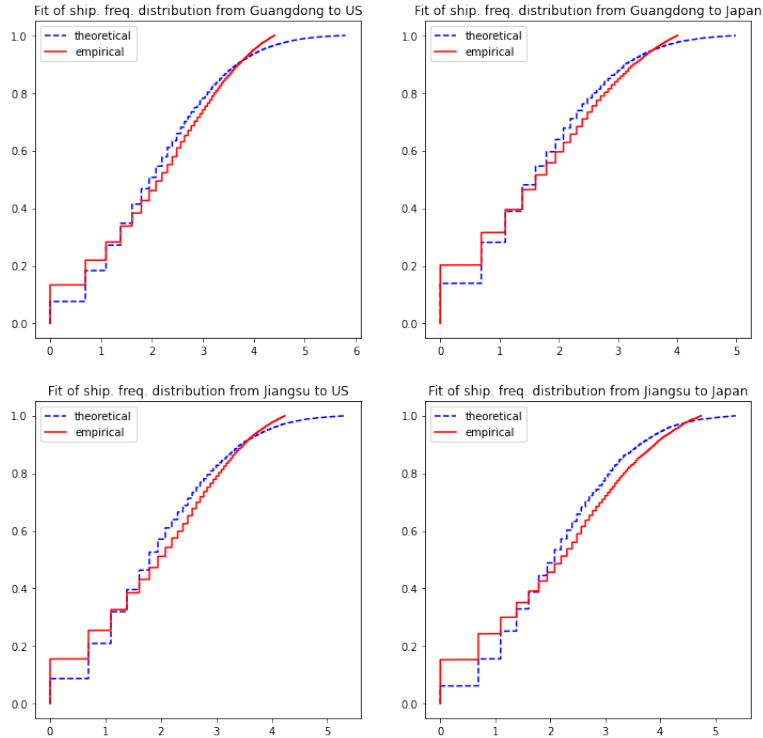 Fit of ship. freq. distribution from Guangdong to US
theoretical
empirical
1.0
0.8
0.6
0.4
0.2
0.0
0 1 2 3 4 5 6
Fit of ship. freq. distribution from Guangdong to Japan
theoretical
empirical
1.0
0.8
0.6
0.4
0.2
0.0
0 1 2 3 4 5
Fit of ship. freq. distribution from Jiangsu to US
theoretical
empirical
1.0
0.8
0.6
0.4
0.2
0.0
0 1 2 3 4 5
Fit of ship. freq. distribution from Jiangsu to Japan
theoretical
empirical
1.0
0.8
0.6
0.4
0.2
0.0
0 1 2 3 4 5